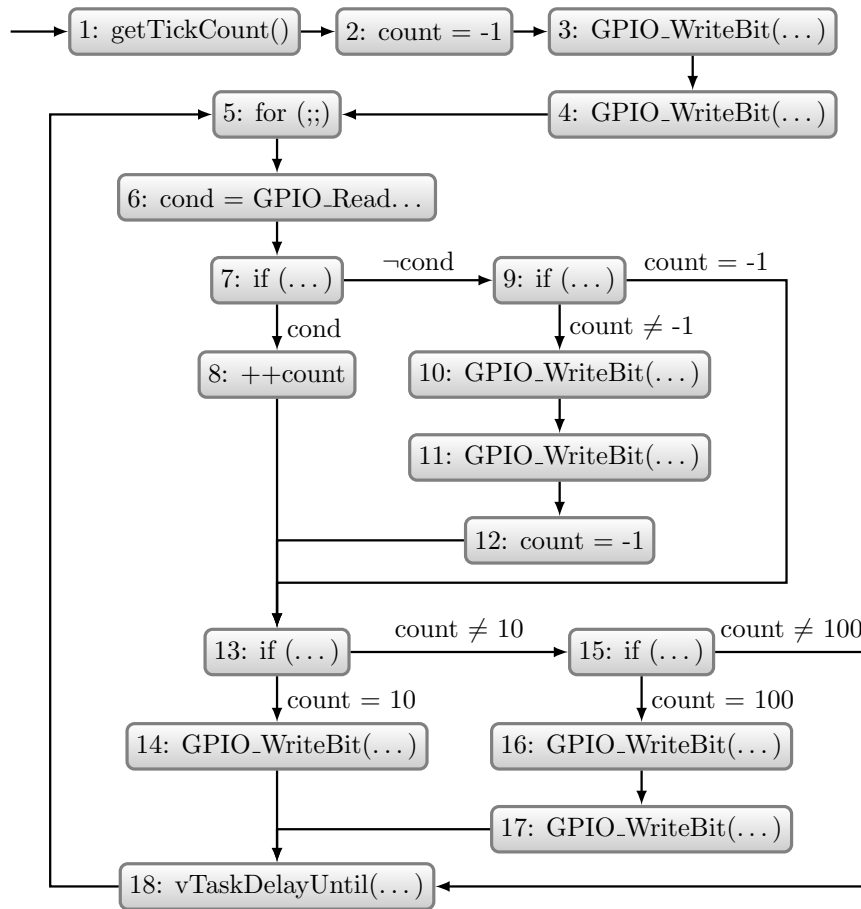 1: getTickCount()
2: count = -1
3: GPIO_WriteBit(...)
5: for (;;)
4: GPIO_WriteBit(...)
6: cond = GPIO_Read...
7: if (...)
¬cond
9: if (...)
count = -1
cond
count ≠ -1
8: ++count
10: GPIO_WriteBit(...)
11: GPIO_WriteBit(...)
12: count = -1
13: if (...)
count ≠ 10
15: if (...)
count ≠ 100
count = 10
count = 100
14: GPIO_WriteBit(...)
16: GPIO_WriteBit(...)
17: GPIO_WriteBit(...)
18: vTaskDelayUntil(...)